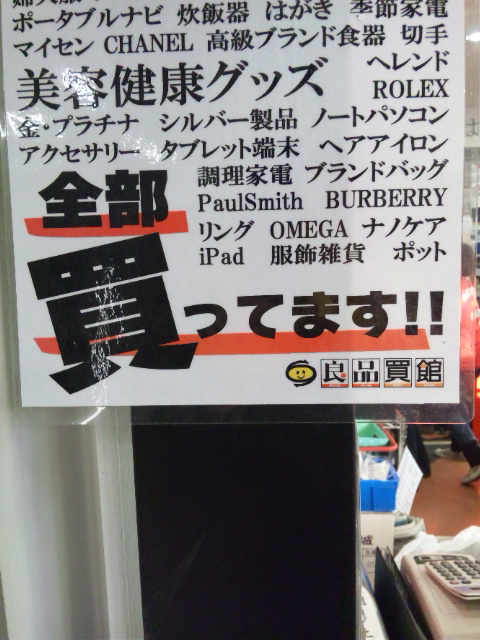 ポータブルナビ 炊飯器 はがき 季節家電
マイセン CHANEL 高級ブランド食器 切手
美容健康グッズ ヘレンド
ROLEX
金・プラチナ シルバー製品 ノートパソコン
アクセサリー タブレット端末 ヘアアイロン
調理家電 ブランドバッグ
PaulSmith BURBERRY
リング OMEGA ナノケア
iPad 服飾雑貨 ポット
全部
買ってます!!
良品買館